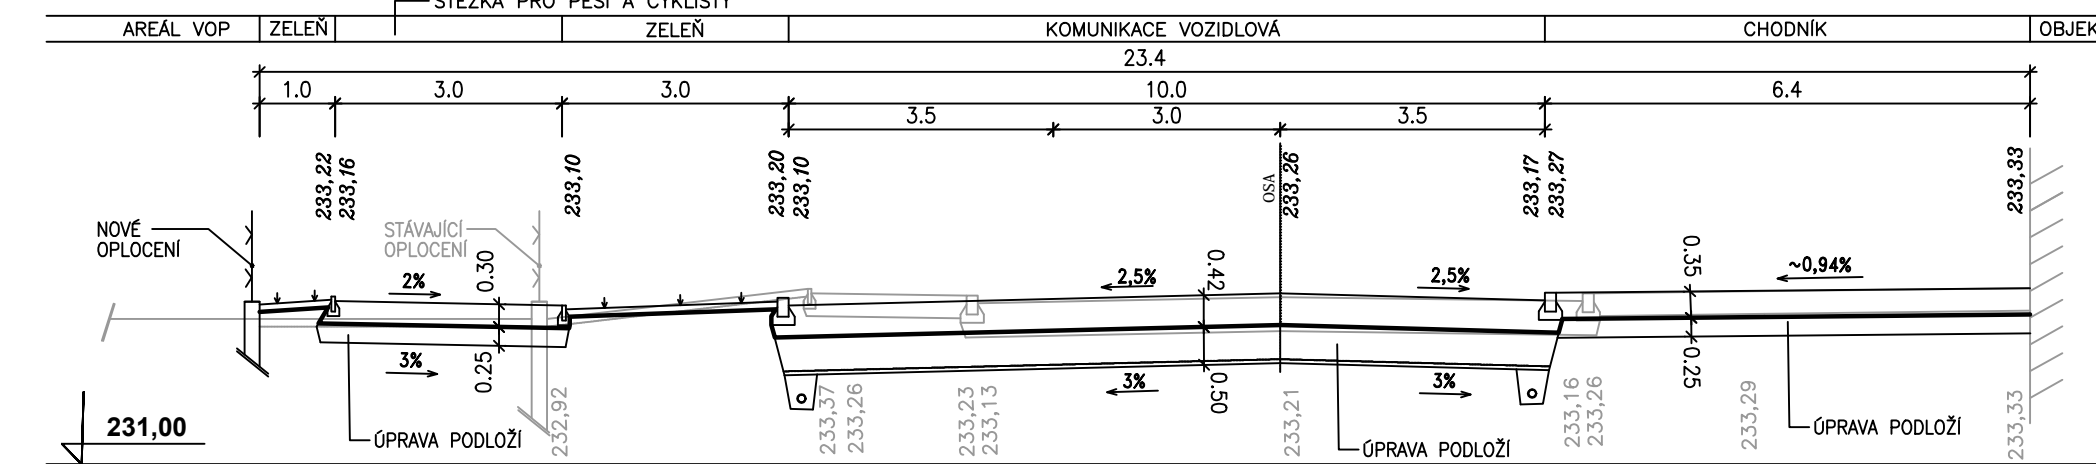 STEZKA PRO PĚŠÍ A CYKLISTY
AREÁL VOP
ZELEŇ
ZELEŇ
KOMUNIKACE VOZIDLOVÁ
CHODNÍK
OBJEK
23.4
1.0
3.0
3.0
10.0
6.4
3.5
3.0
3.5
233,22
233,16
233,10
233,20
233,10
OSA
233,26
233,17
233,27
233,33
NOVÉ
OPLOCENÍ
STÁVAJÍCÍ
OPLOCENÍ
2%
0.30
2,5%
0.42
2,5%
0.35
~0,94%
3%
0.25
3%
0.50
3%
0.25
232,92
233,37
233,26
233,23
233,13
233,21
233,16
233,26
233,29
233,33
231,00
ÚPRAVA PODLOŽÍ
ÚPRAVA PODLOŽÍ
ÚPRAVA PODLOŽÍ